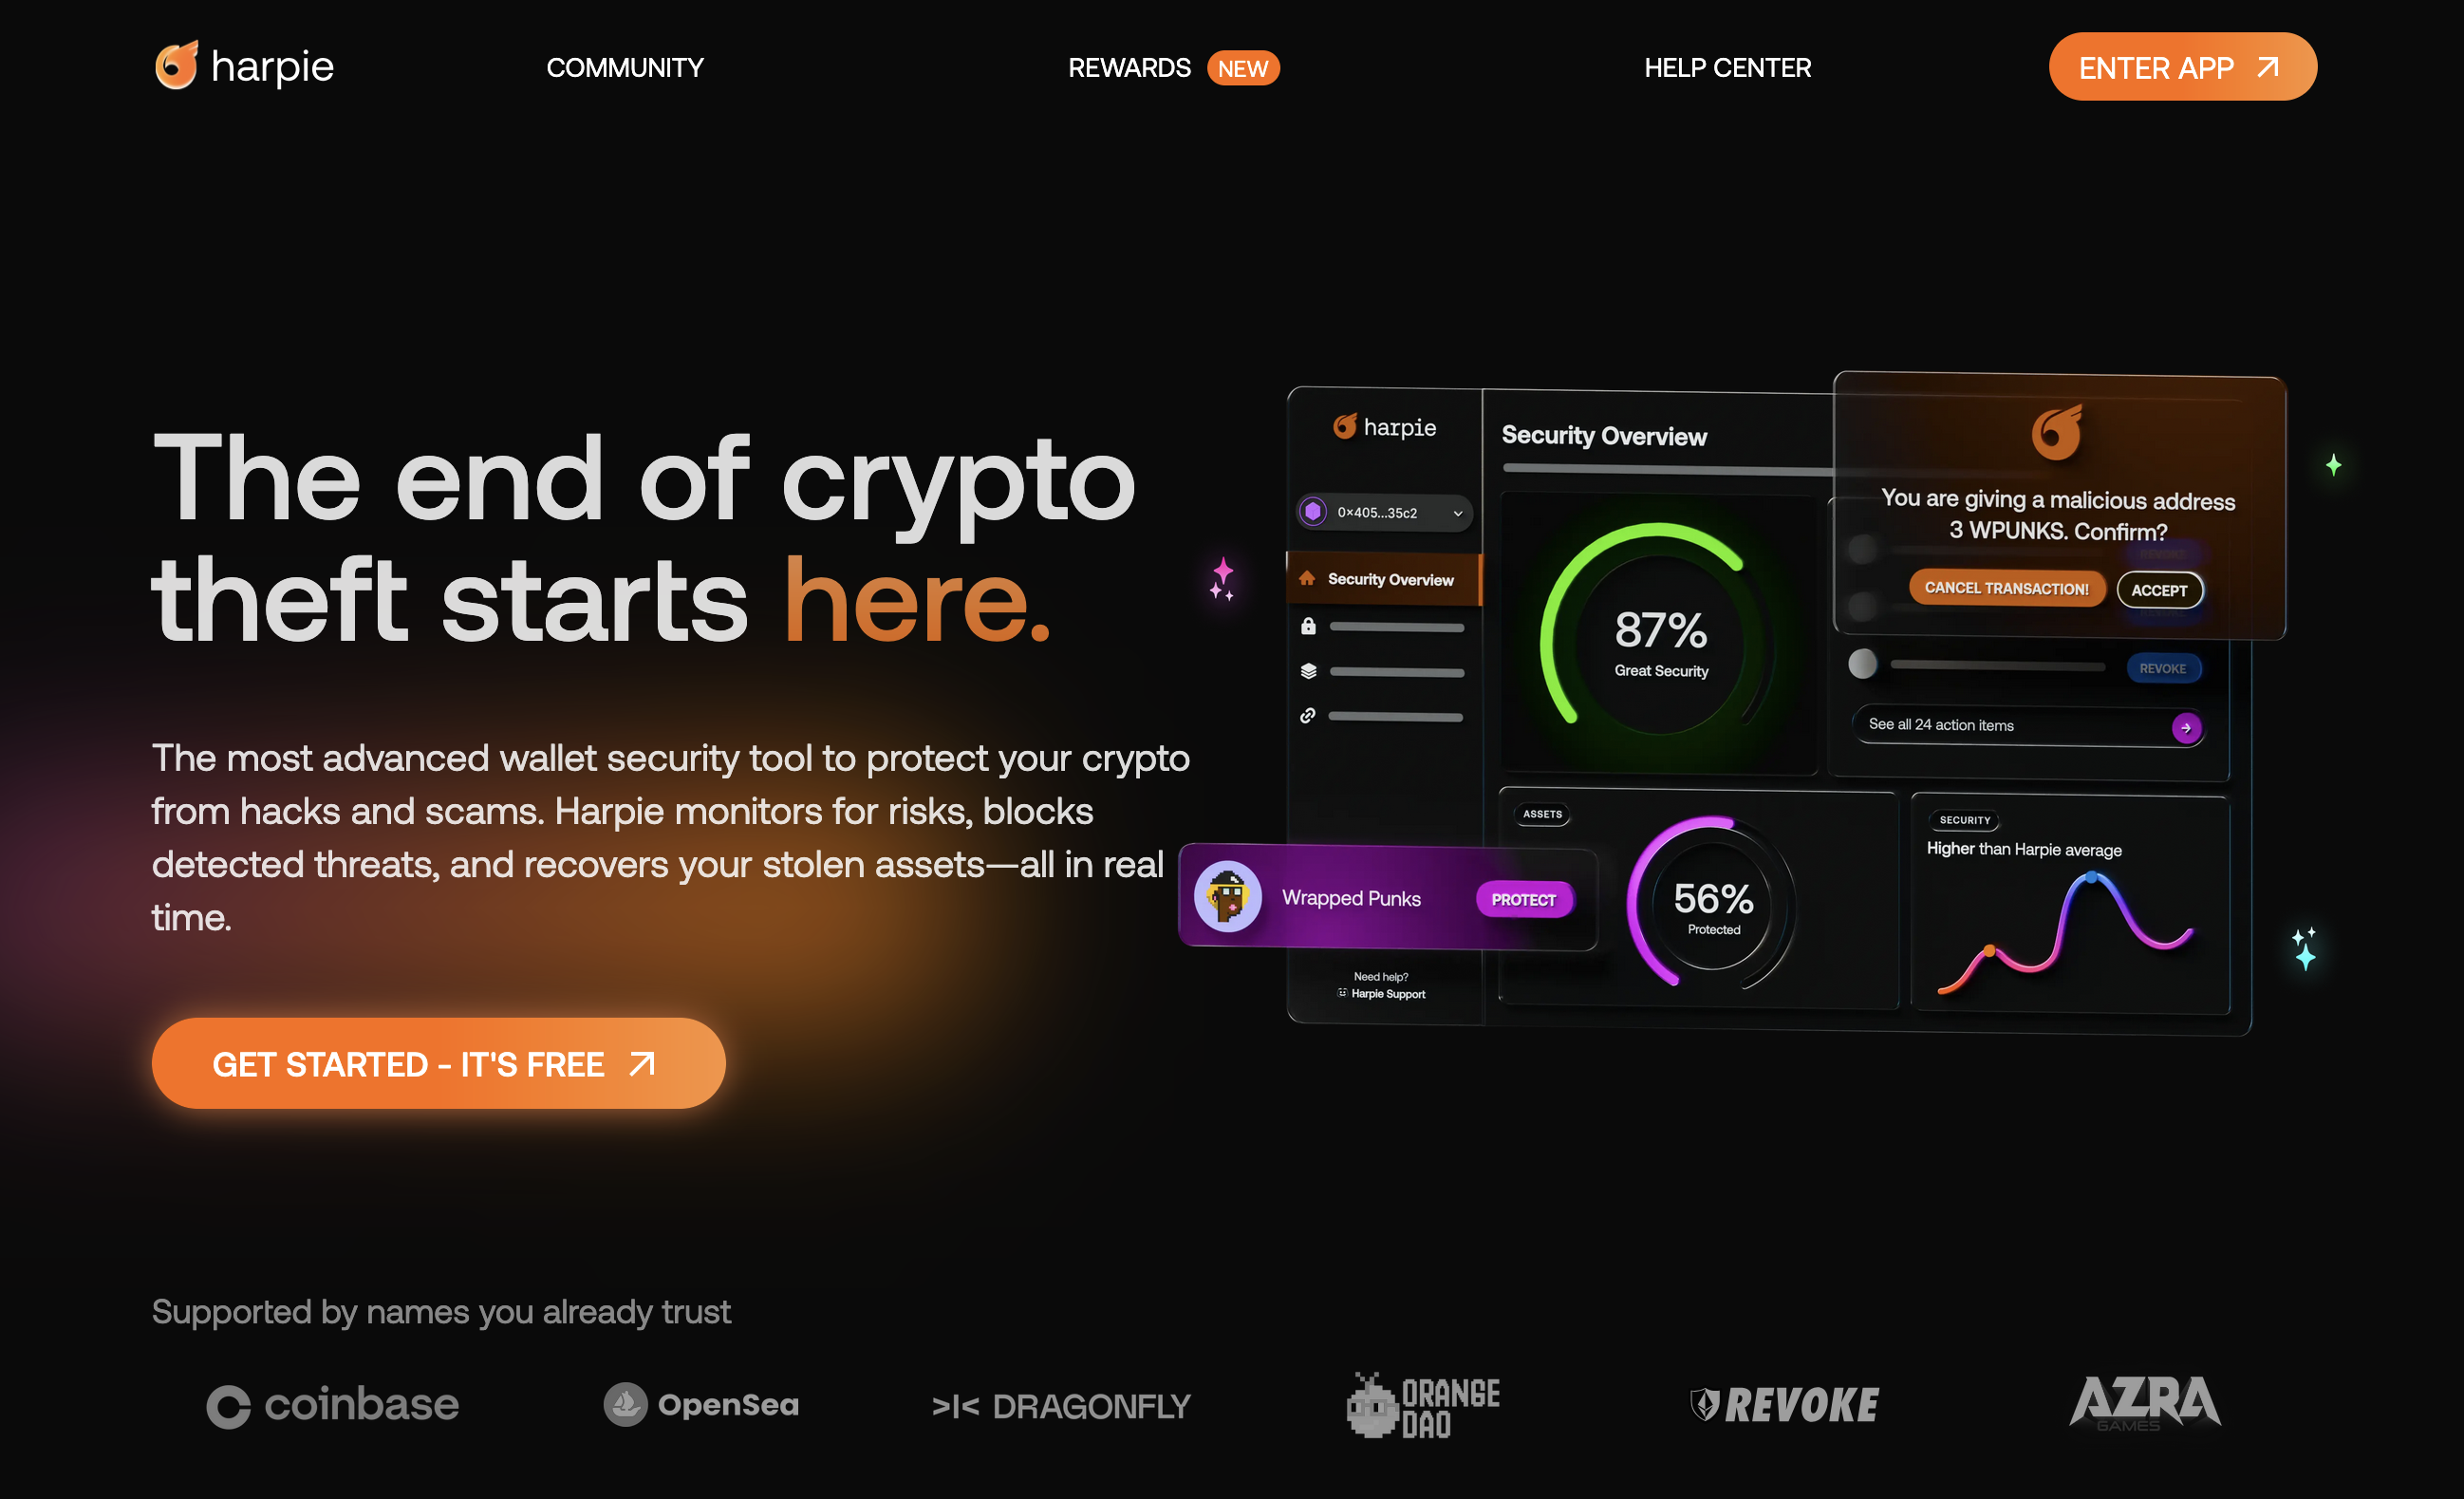 harpie
COMMUNITY
REWARDS NEW
HELP CENTER
ENTER APP
The end of crypto
theft starts here.
The most advanced wallet security tool to protect your crypto
from hacks and scams. Harpie monitors for risks, blocks
detected threats, and recovers your stolen assets—all in real
time.
GET STARTED - IT'S FREE
harpie
0×405...35c2
Security Overview
Need help?
Harpie Support
Security Overview
87%
Great Security
You are giving a malicious address
3 WPUNKS. Confirm?
CANCEL TRANSACTION!
ACCEPT
REVOKE
REVOKE
See all 24 action items
Wrapped Punks
PROTECT
ASSETS
56%
Protected
SECURITY
Higher than Harpie average
Supported by names you already trust
coinbase
OpenSea
DRAGONFLY
ORANGE
DAO
REVOKE
AZRA
GAMES